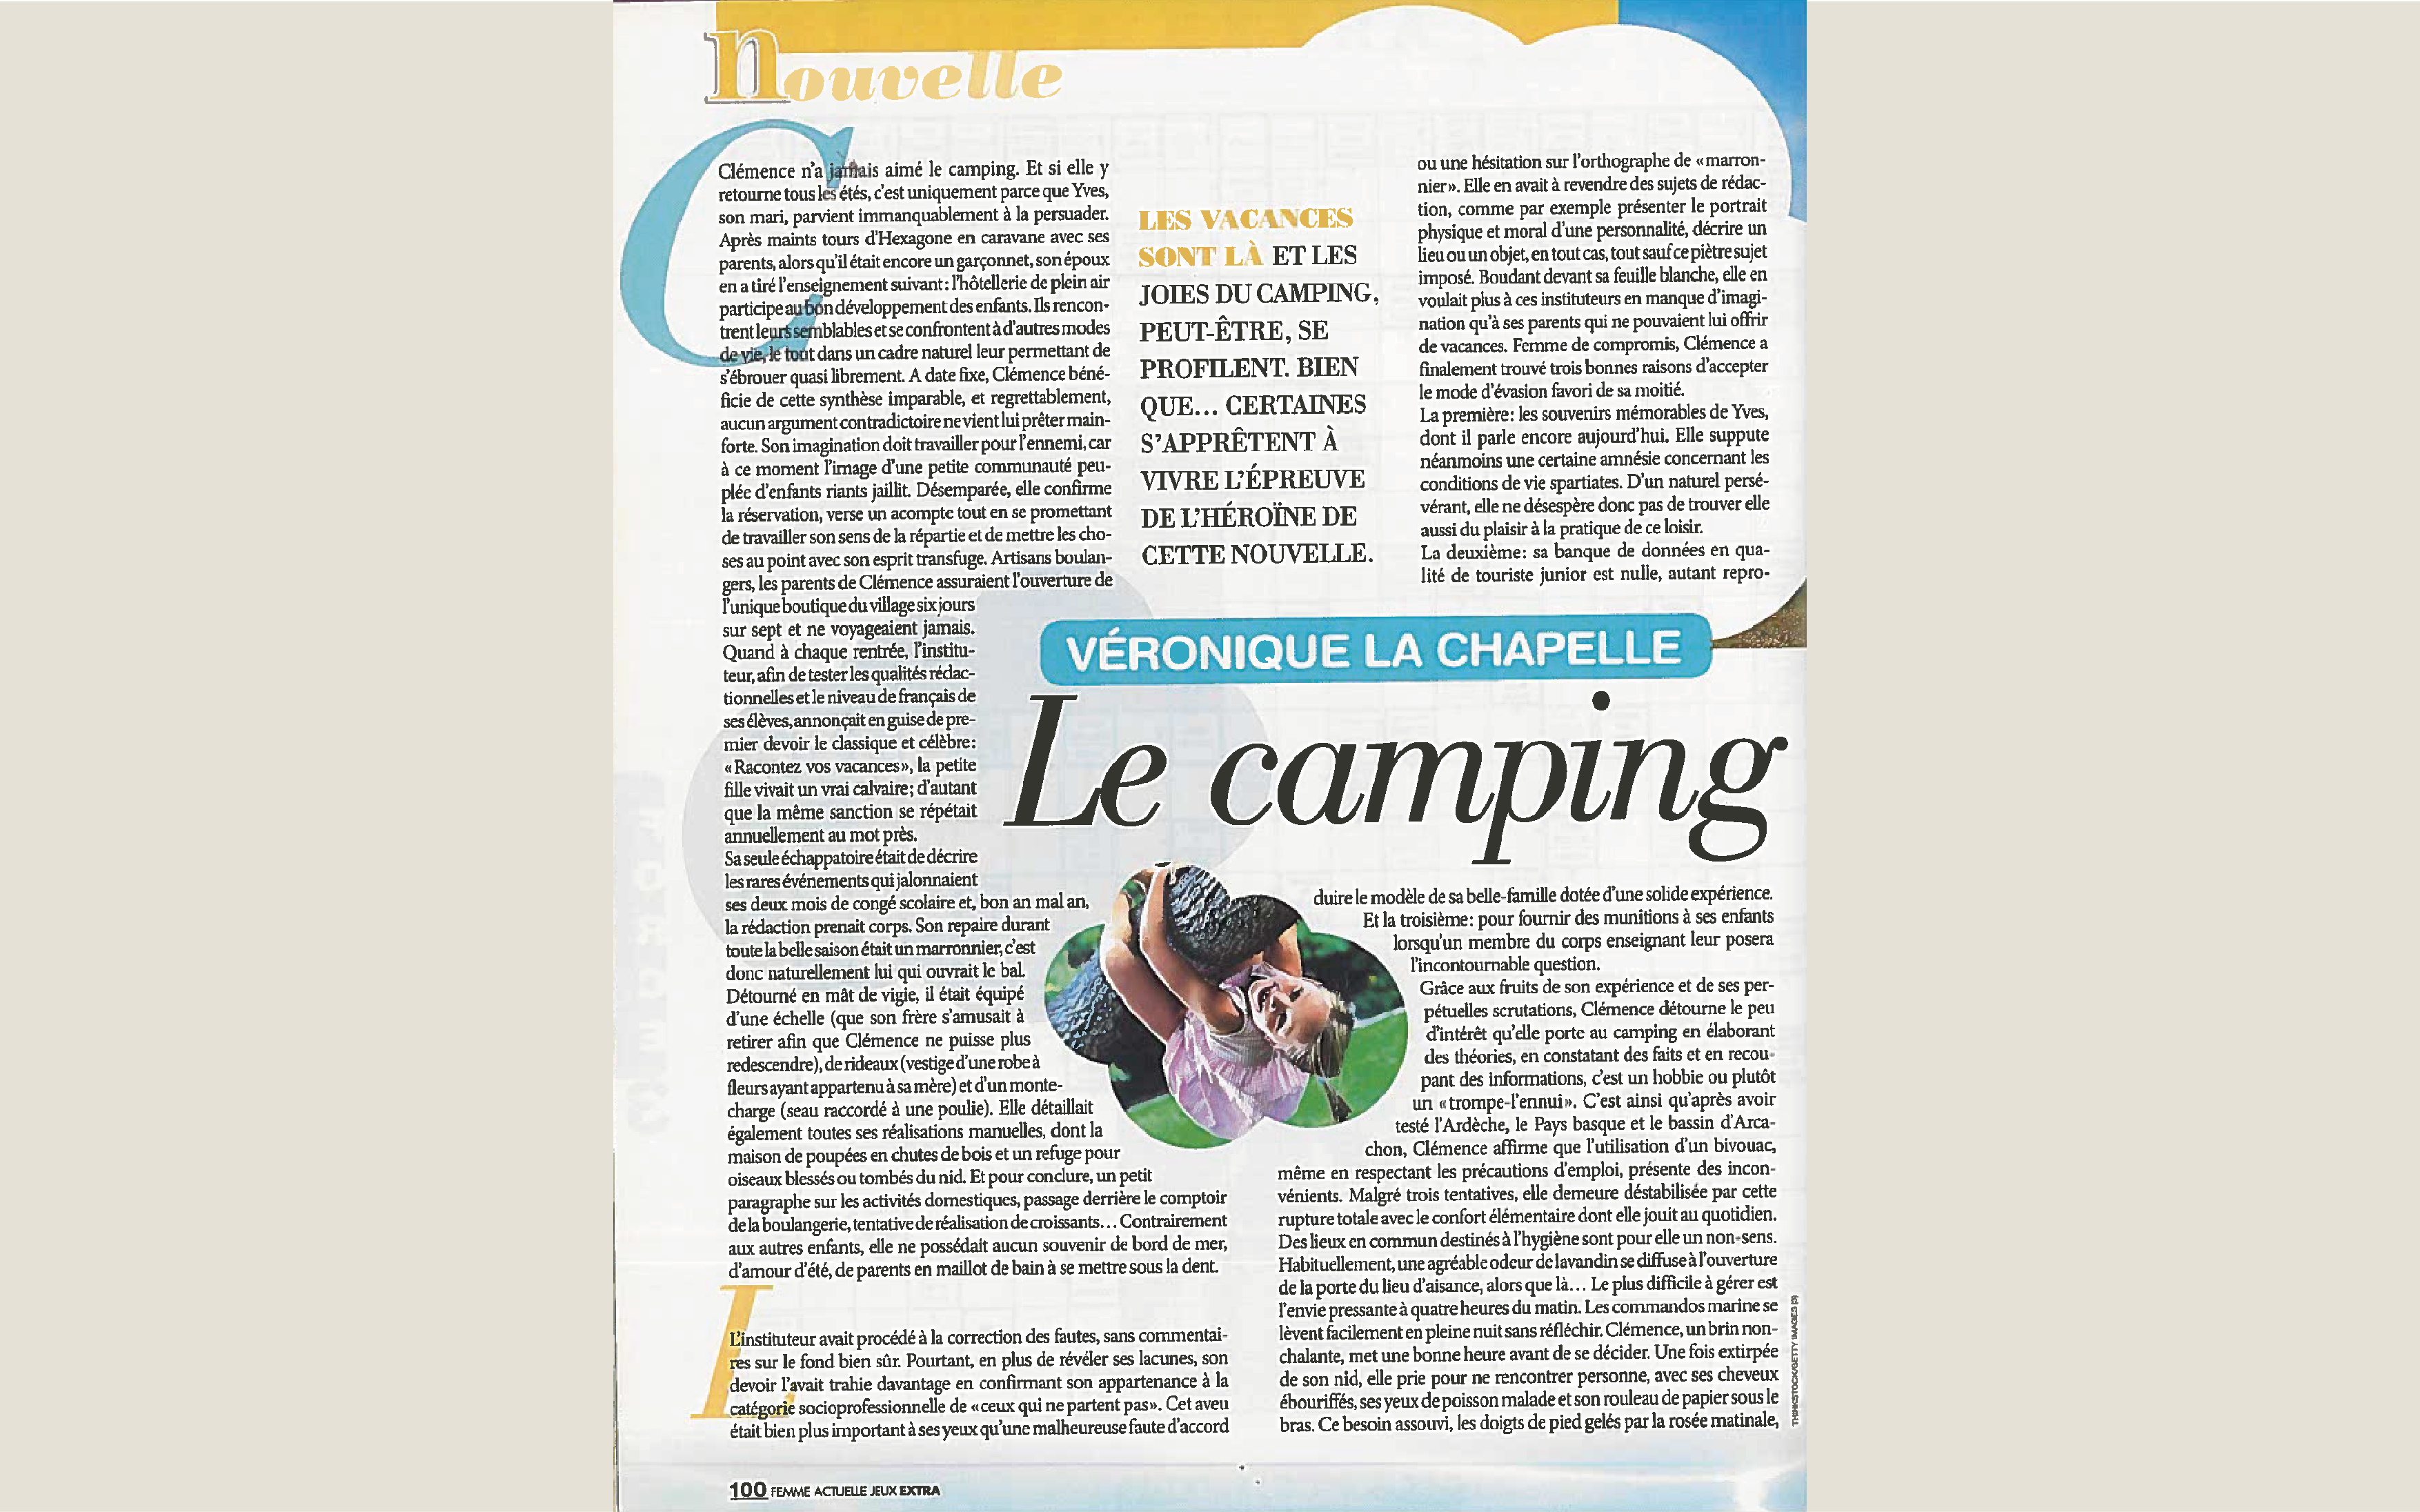 nouvelle
Clémence n'a jamais aimé le camping. Et si elle y
retourne tous les étés, c'est uniquement parce que Yves,
son mari, parvient immanquablement à la persuader.
Après maints tours d'Hexagone en caravane avec ses
parents, alors qu'il était encore un garçonnet, son époux
en a tiré l'enseignement suivant: l'hôtellerie de plein air
participe au bon développement des enfants. Ils rencon-
trent leurs semblables et se confrontent à d'autres modes
de vie, le tout dans un cadre naturel leur permettant de
s'ébrouer quasi librement. A date fixe, Clémence béné-
ficie de cette synthèse imparable, et regrettablement,
aucun argument contradictoire ne vient lui prêter main-
forte. Son imagination doit travailler pour l'ennemi, car
à ce moment l'image d'une petite communauté peu-
plée d'enfants riants jaillit. Désemparée, elle confirme
la réservation, verse un acompte tout en se promettant
de travailler son sens de la répartie et de mettre les cho-
ses au point avec son esprit transfuge. Artisans boulan-
gers, les parents de Clémence assuraient l'ouverture de
l'unique boutique du village six jours
sur sept et ne voyageaient jamais.
Quand à chaque rentrée, l'institu-
teur, afin de tester les qualités rédac-
tionnelles et le niveau de français de
ses élèves, annonçait en guise de pre-
mier devoir le classique et célèbre:
«Racontez vos vacances», la petite
fille vivait un vrai calvaire; d'autant
que la même sanction se répétait
annuellement au mot près.
Sa seule échappatoire était de décrire
les rares événements qui jalonnaient
ses deux mois de congé scolaire et, bon an mal an,
la rédaction prenait corps. Son repaire durant
toute la belle saison était un marronnier, c'est
donc naturellement lui qui ouvrait le bal.
Détourné en mât de vigie, il était équipé
d'une échelle (que son frère s'amusait à
retirer afin que Clémence ne puisse plus
redescendre), de rideaux (vestige d'une robe à
fleurs ayant appartenu à sa mère) et d'un monte-
charge (seau raccordé à une poulie). Elle détaillait
également toutes ses réalisations manuelles, dont la
maison de poupées en chutes de bois et un refuge pour
oiseaux blessés ou tombés du nid. Et pour conclure, un petit
paragraphe sur les activités domestiques, passage derrière le comptoir
de la boulangerie, tentative de réalisation de croissants... Contrairement
aux autres enfants, elle ne possédait aucun souvenir de bord de mer,
d'amour d'été, de parents en maillot de bain à se mettre sous la dent.
L'instituteur avait procédé à la correction des fautes, sans commentai-
res sur le fond bien sûr. Pourtant, en plus de révéler ses lacunes, son
devoir l'avait trahie davantage en confirmant son appartenance à la
catégorie socioprofessionnelle de «ceux qui ne partent pas». Cet aveu
était bien plus important à ses yeux qu'une malheureuse faute d'accord
LES VACANCES
SONT LÀ ET LES
JOIES DU CAMPING,
PEUT-ÊTRE, SE
PROFILENT. BIEN
QUE... CERTAINES
S'APPRÊTENT À
VIVRE L'ÉPREUVE
DE L'HÉROÏNE DE
CETTE NOUVELLE.
ou une hésitation sur l'orthographe de «marron-
nier». Elle en avait à revendre des sujets de rédac-
tion, comme par exemple présenter le portrait
physique et moral d'une personnalité, décrire un
lieu ou un objet, en tout cas, tout sauf ce piètre sujet
imposé. Boudant devant sa feuille blanche, elle en
voulait plus à ces instituteurs en manque d'imagi-
nation qu'à ses parents qui ne pouvaient lui offrir
de vacances. Femme de compromis, Clémence a
finalement trouvé trois bonnes raisons d'accepter
le mode d'évasion favori de sa moitié.
La première: les souvenirs mémorables de Yves,
dont il parle encore aujourd'hui. Elle suppute
néanmoins une certaine amnésie concernant les
conditions de vie spartiates. D'un naturel persé-
vérant, elle ne désespère donc pas de trouver elle
aussi du plaisir à la pratique de ce loisir.
La deuxième: sa banque de données en qua-
lité de touriste junior est nulle, autant repro-
VÉRONIQUE LA CHAPELLE
Le camping
duire le modèle de sa belle-famille dotée d'une solide expérience.
Et la troisième: pour fournir des munitions à ses enfants
lorsqu'un membre du corps enseignant leur posera
l'incontournable question.
Grâce aux fruits de son expérience et de ses per-
pétuelles scrutations, Clémence détourne le peu
d'intérêt qu'elle porte au camping en élaborant
des théories, en constatant des faits et en recou-
pant des informations, c'est un hobbie ou plutôt
un «trompe-l'ennui». C'est ainsi qu'après avoir
testé l'Ardèche, le Pays basque et le bassin d'Arca-
chon, Clémence affirme que l'utilisation d'un bivouac,
même en respectant les précautions d'emploi, présente des incon-
vénients. Malgré trois tentatives, elle demeure déstabilisée par cette
rupture totale avec le confort élémentaire dont elle jouit au quotidien.
Des lieux en commun destinés à l'hygiène sont pour elle un non-sens.
Habituellement, une agréable odeur de lavandin se diffuse à l'ouverture
de la porte du lieu d'aisance, alors que là... Le plus difficile à gérer est
l'envie pressante à quatre heures du matin. Les commandos marine se
lèvent facilement en pleine nuit sans réfléchir. Clémence, un brin non-
chalante, met une bonne heure avant de se décider. Une fois extirpée
de son nid, elle prie pour ne rencontrer personne, avec ses cheveux
ébouriffés, ses yeux de poisson malade et son rouleau de papier sous le
bras. Ce besoin assouvi, les doigts de pied gelés par la rosée matinale,
THINKSTOCK/GETTY IMAGES (3)
100 FEMME ACTUELLE JEUX EXTRA